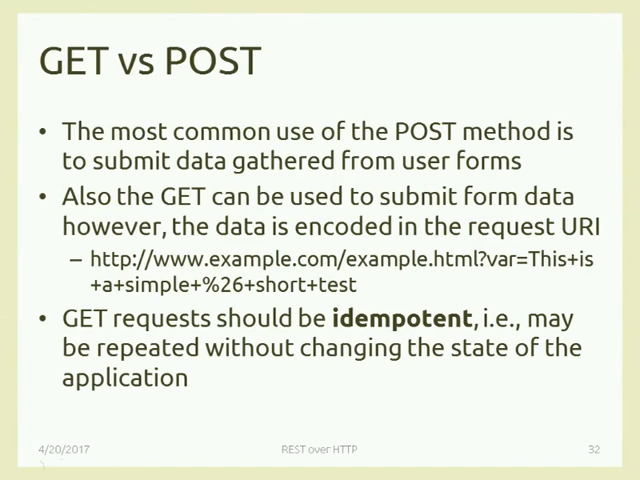 GET vs POST
• The most common use of the POST method is
to submit data gathered from user forms
• Also the GET can be used to submit form data
however, the data is encoded in the request URI
– http://www.example.com/example.html?var=This+is
+a+simple+%26+short+test
• GET requests should be idempotent, i.e., may
be repeated without changing the state of the
application
4/20/2017
REST over HTTP
32